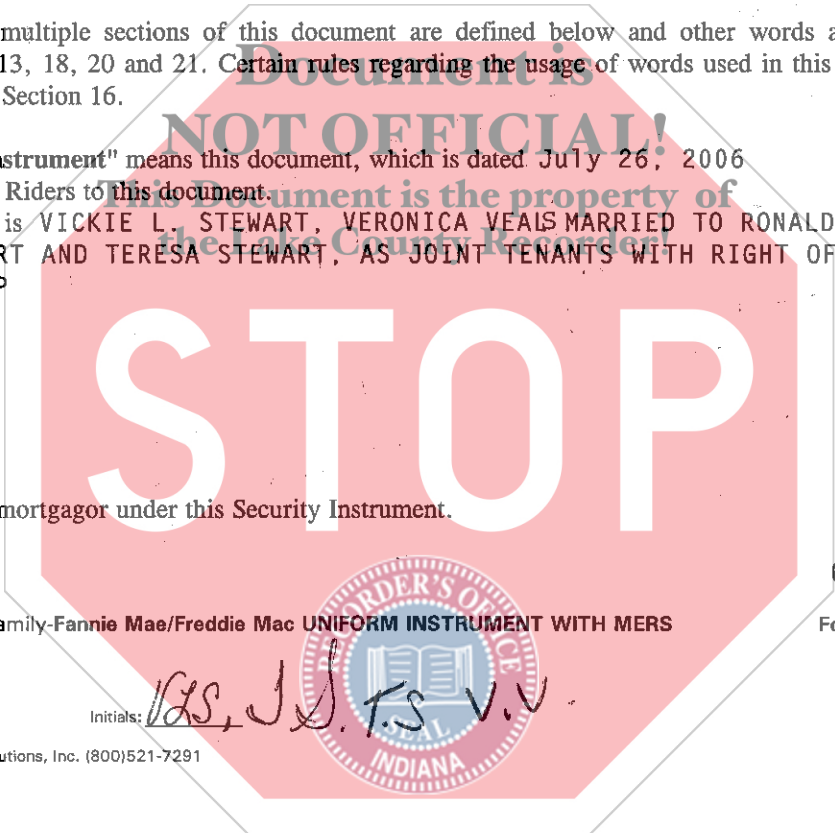 multiple sections of this document are defined below and other words a
13, 18, 20 and 21. Certain rules regarding the usage of words used in this
Section 16.
Document is
NOT OFFICIAL!
This Document is the property of
the Lake County Recorder!
strument" means this document, which is dated July 26, 2006
Riders to this document.
is VICKIE L. STEWART, VERONICA VEALS MARRIED TO RONALD
RT AND TERESA STEWART, AS JOINT TENANTS WITH RIGHT OF
STOP
mortgagor under this Security Instrument.
amily-Fannie Mae/Freddie Mac UNIFORM INSTRUMENT WITH MERS
Fo
RECORDER'S OFFICE
SEAL
INDIANA
Initials: VLS, J S. T.S V.V
utions, Inc. (800)521-7291